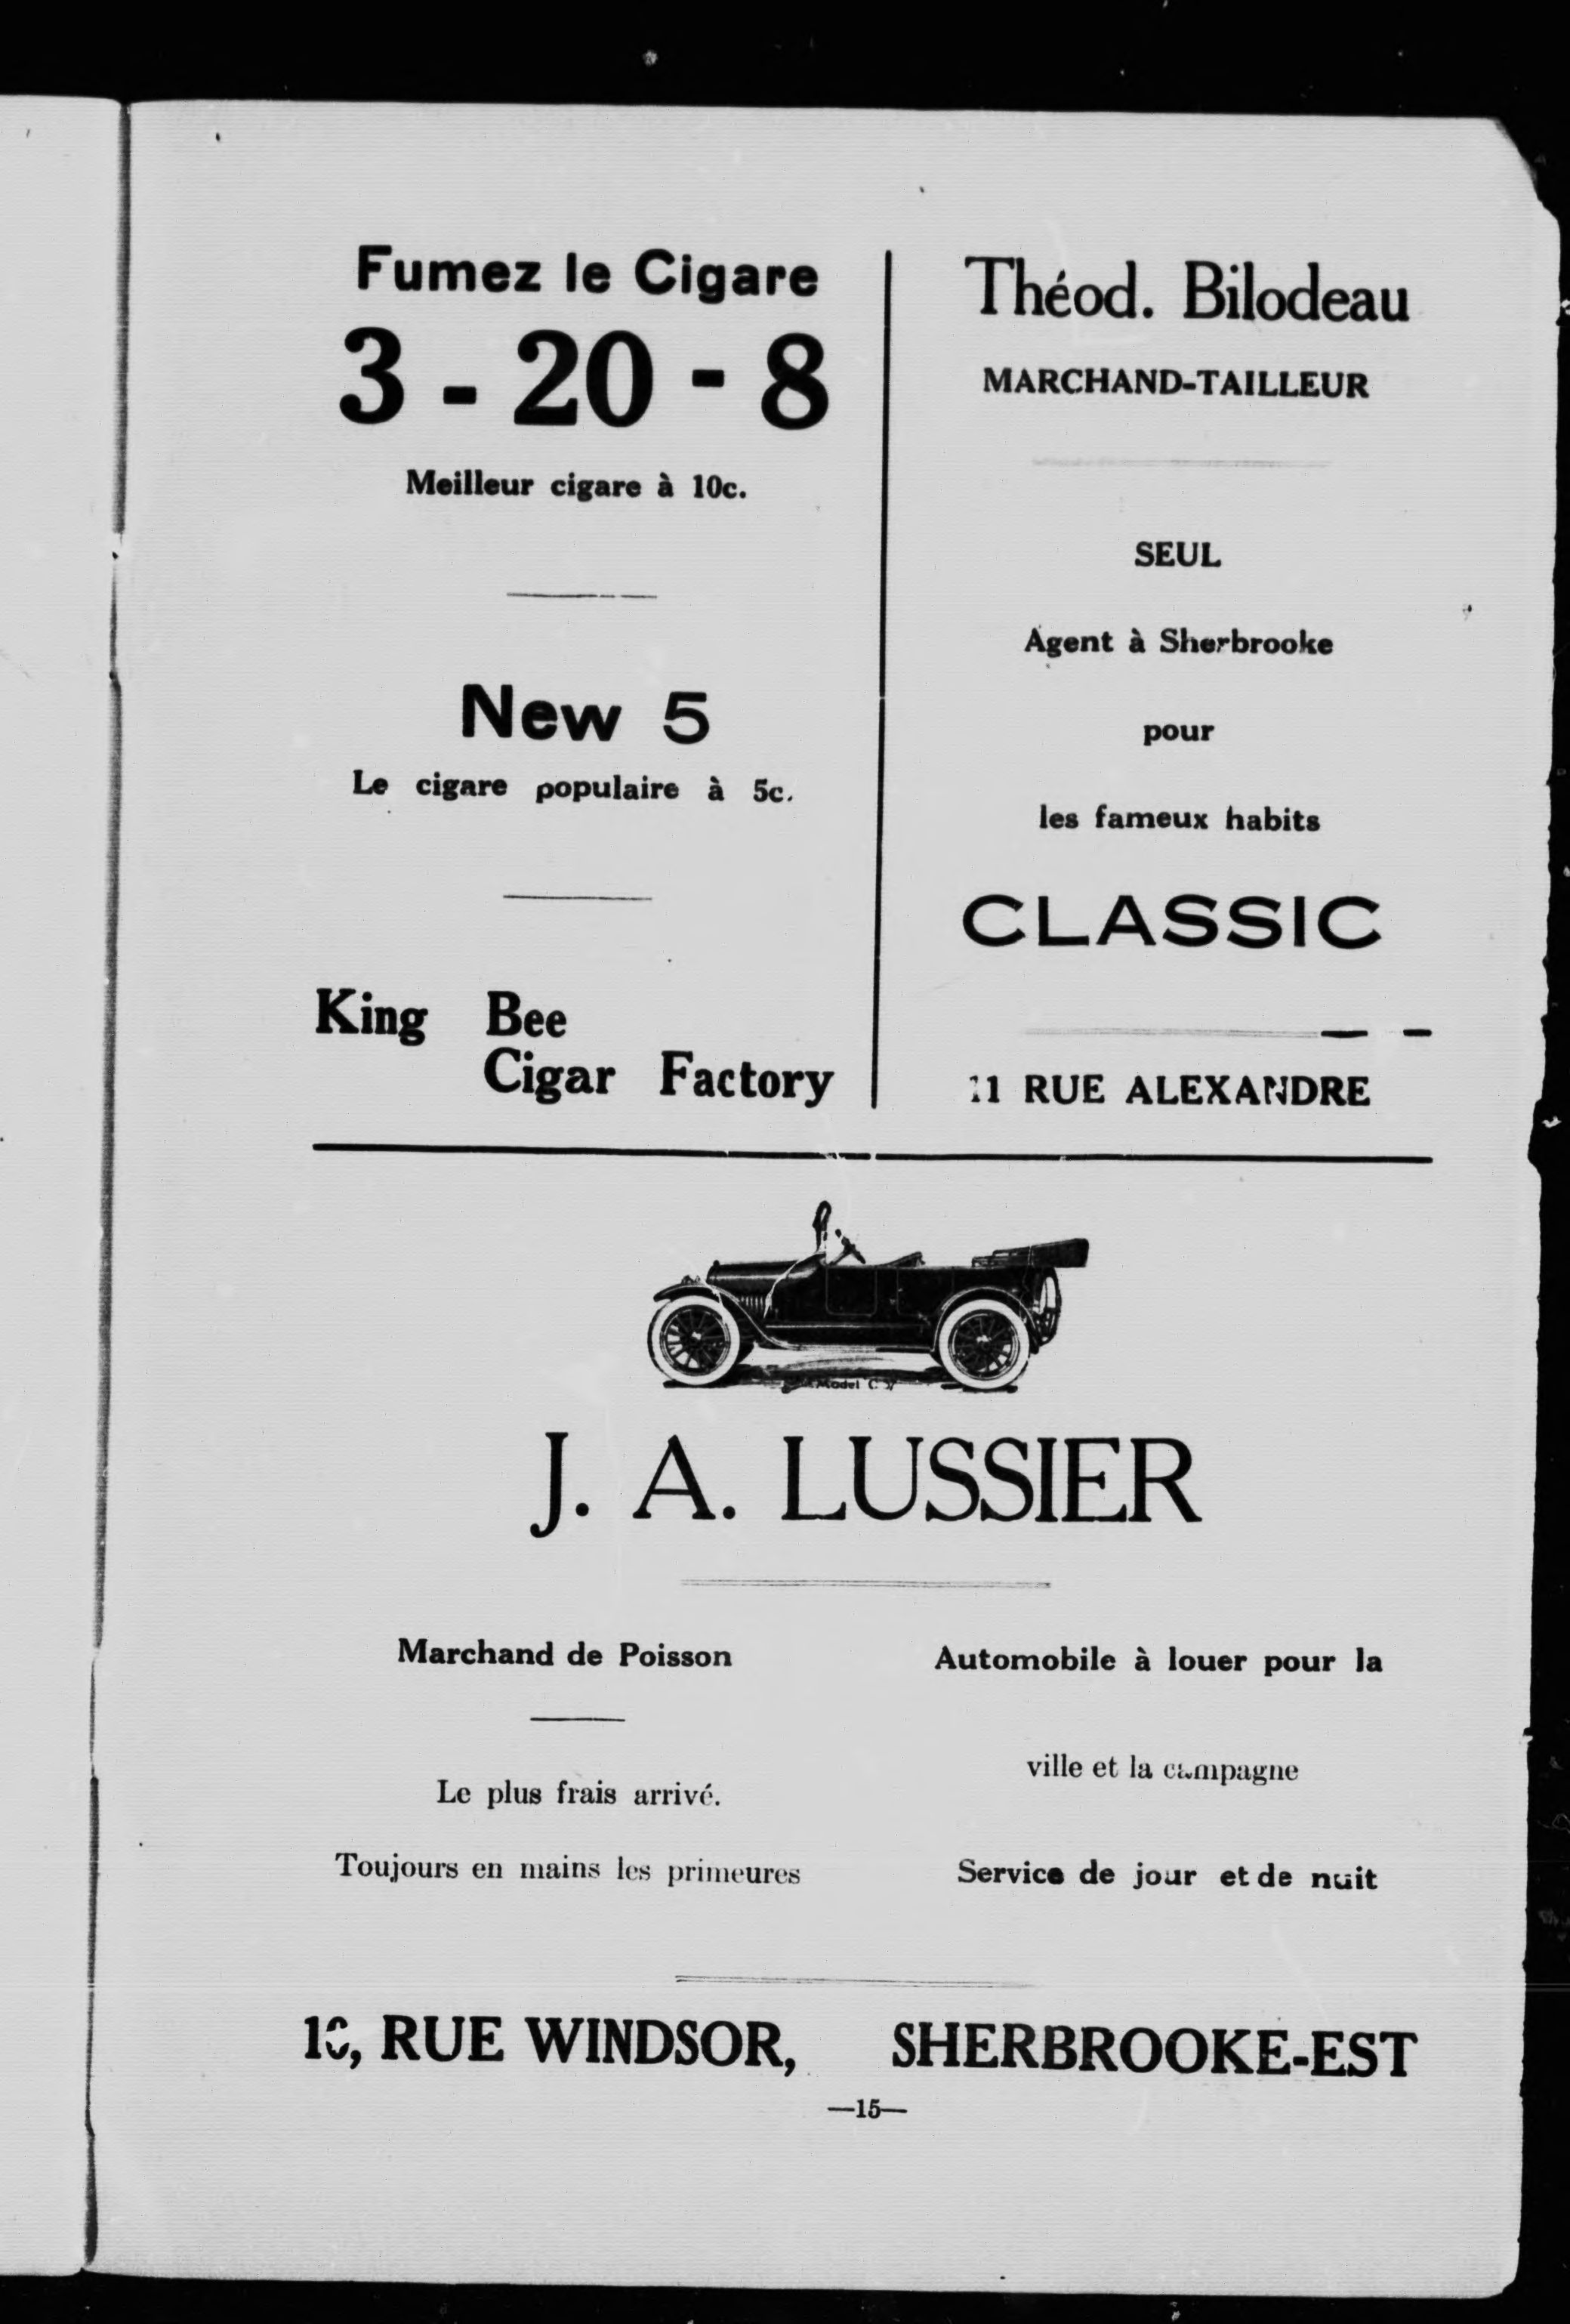 Fumez le Cigare
3 - 20 - 8
Meilleur cigare à 10c.
New 5
Le cigare populaire à 5c.
King Bee
Cigar Factory
Théod. Bilodeau
MARCHAND-TAILLEUR
SEUL
Agent à Sherbrooke
pour
les fameux habits
CLASSIC
RUE ALEXANDRE
Model
J. A. LUSSIER
Marchand de Poisson
Le plus frais arrivé.
Toujours en mains les primeures
Automobile à louer pour la
ville et la campagne
Service de jour et de nuit
RUE WINDSOR, SHERBROOKE-EST
—15—